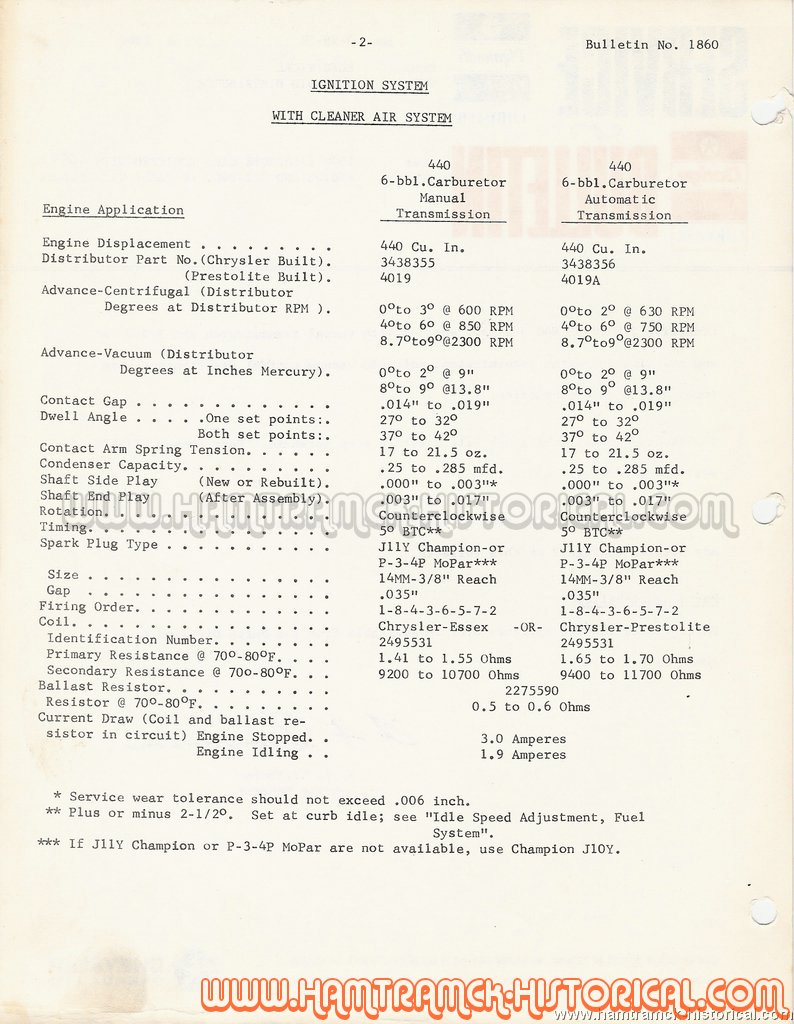 -2-
Bulletin No. 1860
IGNITION SYSTEM
WITH CLEANER AIR SYSTEM
440 440
6-bbl.Carburetor 6-bbl.Carburetor
Manual Automatic
Engine Application Transmission Transmission
Engine Displacement . . . . . . . . . 440 Cu. In. 440 Cu. In.
Distributor Part No.(Chrysler Built). 3438355 3438356
(Prestolite Built). 4019 4019A
Advance-Centrifugal (Distributor
Degrees at Distributor RPM ). 0°to 3° @ 600 RPM 0°to 2° @ 630 RPM
4°to 6° @ 850 RPM 4°to 6° @ 750 RPM
8.7°to9°@2300 RPM 8.7°to9°@2300 RPM
Advance-Vacuum (Distributor
Degrees at Inches Mercury). 0°to 2° @ 9" 0°to 2° @ 9"
8°to 9° @13.8" 8°to 9° @13.8"
Contact Gap . . . . . . . . . . . . . .014" to .019" .014" to .019"
Dwell Angle . . . . .One set points:. 27° to 32° 27° to 32°
Both set points:. 37° to 42° 37° to 42°
Contact Arm Spring Tension. . . . . . 17 to 21.5 oz. 17 to 21.5 oz.
Condenser Capacity. . . . . . . . . . .25 to .285 mfd. .25 to .285 mfd.
Shaft Side Play (New or Rebuilt). .000" to .003"* .000" to .003"*
Shaft End Play (After Assembly). .003" to .017" .003" to .017"
Rotation. . . . . . . . . . . . . . . Counterclockwise Counterclockwise
Timing. . . . . . . . . . . . . . . . 5° BTC** 5° BTC**
Spark Plug Type . . . . . . . . . . . J11Y Champion-or J11Y Champion-or
P-3-4P MoPar*** P-3-4P MoPar***
Size . . . . . . . . . . . . . . . . 14MM-3/8" Reach 14MM-3/8" Reach
Gap . . . . . . . . . . . . . . . . .035" .035"
Firing Order. . . . . . . . . . . . . 1-8-4-3-6-5-7-2 1-8-4-3-6-5-7-2
Coil. . . . . . . . . . . . . . . . . Chrysler-Essex -OR- Chrysler-Prestolite
Identification Number. . . . . . . . 2495531 2495531
Primary Resistance @ 70°-80°F. . . . 1.41 to 1.55 Ohms 1.65 to 1.70 Ohms
Secondary Resistance @ 70°-80°F. . . 9200 to 10700 Ohms 9400 to 11700 Ohms
Ballast Resistor. . . . . . . . . . . 2275590
Resistor @ 70°-80°F. . . . . . . . . 0.5 to 0.6 Ohms
Current Draw (Coil and ballast re-
sistor in circuit) Engine Stopped. . 3.0 Amperes
Engine Idling . . 1.9 Amperes
* Service wear tolerance should not exceed .006 inch.
** Plus or minus 2-1/2°. Set at curb idle; see "Idle Speed Adjustment, Fuel
System".
*** If J11Y Champion or P-3-4P MoPar are not available, use Champion J10Y.
WWW.HAMTRAMCK-HISTORICAL.COM
WWW.HAMTRAMCK-HISTORICAL.COM
www.hamtramckhistorical.com